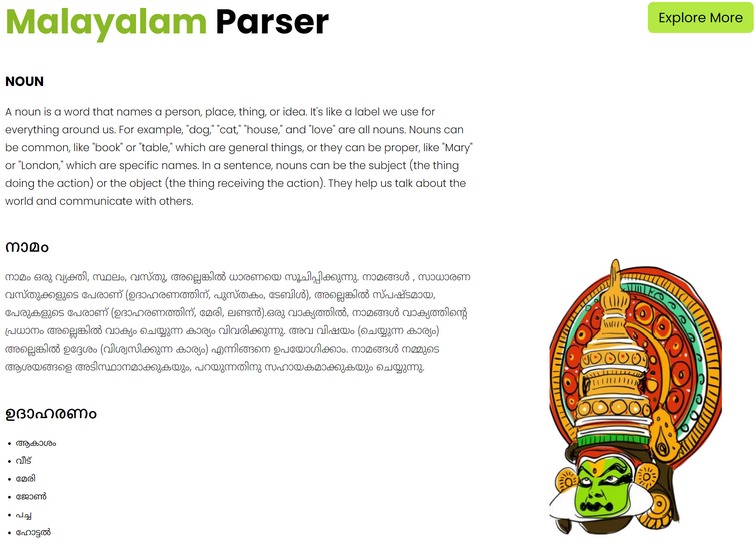 Malayalam Parser
Explore More
NOUN
A noun is a word that names a person, place, thing, or idea. It's like a label we use for
everything around us. For example, "dog," "cat," "house," and "love" are all nouns. Nouns can
be common, like "book" or "table," which are general things, or they can be proper, like "Mary"
or "London," which are specific names. In a sentence, nouns can be the subject (the thing
doing the action) or the object (the thing receiving the action). They help us talk about the
world and communicate with others.
നാമം
നാമം ഒരു വ്യക്തി, സ്ഥലം, വസ്തു, അല്ലെങ്കിൽ ധാരണയെ സൂചിപ്പിക്കുന്നു. നാമങ്ങൾ , സാധാരണ
വസ്തുക്കളുടെ പേരാണ് (ഉദാഹരണത്തിന്, പുസ്തകം, ടേബിൾ), അല്ലെങ്കിൽ സ്പഷ്ടമായ,
പേരുകളുടെ പേരാണ് (ഉദാഹരണത്തിന്, മേരി, ലണ്ടൻ).ഒരു വാക്യത്തിൽ, നാമങ്ങൾ വാക്യത്തിന്റെ
പ്രധാനം അല്ലെങ്കിൽ വാക്യം ചെയ്യുന്ന കാര്യം വിവരിക്കുന്നു. അവ വിഷയം (ചെയ്യുന്ന കാര്യം)
അല്ലെങ്കിൽ ഉദ്ദേശം (വിശ്വസിക്കുന്ന കാര്യം) എന്നിങ്ങനെ ഉപയോഗിക്കാം. നാമങ്ങൾ നമ്മുടെ
ആശയങ്ങളെ അടിസ്ഥാനമാക്കുകയും, പറയുന്നതിനു സഹായകമാക്കുകയും ചെയ്യുന്നു.
ഉദാഹരണം
• ആകാശം
• വീട്
• മേരി
• ജോൺ
• പച്ച
• ഹോട്ടൽ